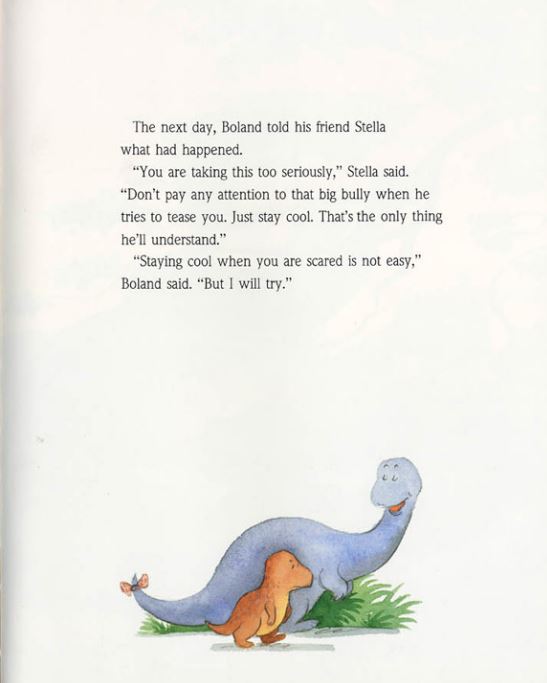 The next day, Boland told his friend Stella
what had happened.
“You are taking this too seriously,” Stella said.
“Don’t pay any attention to that big bully when he
tries to tease you. Just stay cool. That’s the only thing
he’ll understand.”
“Staying cool when you are scared is not easy,”
Boland said. “But I will try.”